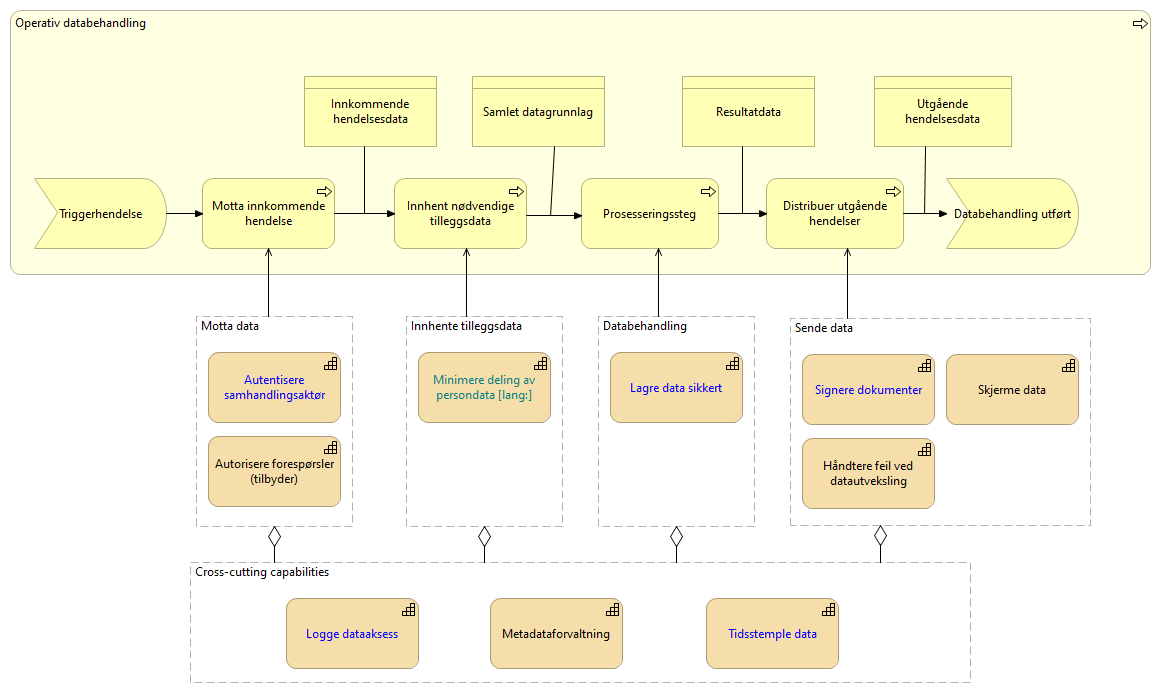 Operativ databehandling
Innkommende
hendelsesdata
Samlet datagrunnlag
Resultatdata
Utgående
hendelsesdata
Triggerhendelse
Motta innkommende
hendelse
Innhent nødvendige
tilleggsdata
Prosesseringssteg
Distribuer utgående
hendelser
Databehandling utført
Motta data
Autentisere
samhandlingsaktør
Autorisere forespørsler
(tilbyder)
Innhente tilleggsdata
Minimere deling av
persondata [lang:]
Databehandling
Lagre data sikkert
Sende data
Signere dokumenter
Skjerme data
Håndtere feil ved
datautveksling
Cross-cutting capabilities
Logge dataaksess
Metadataforvaltning
Tidsstemple data